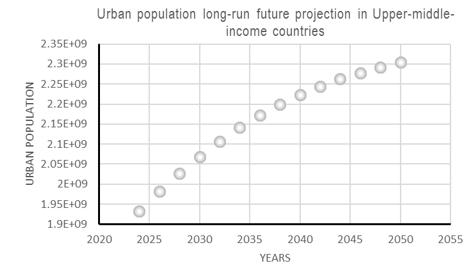 Urban population long-run future projection in Upper-middle-
income countries
2.35E+09
2.3E+09
2.25E+09
2.2E+09
2.15E+09
2.1E+09
2.05E+09
2E+09
1.95E+09
1.9E+09
URBAN POPULATION
2020 2025 2030 2035 2040 2045 2050 2055
YEARS